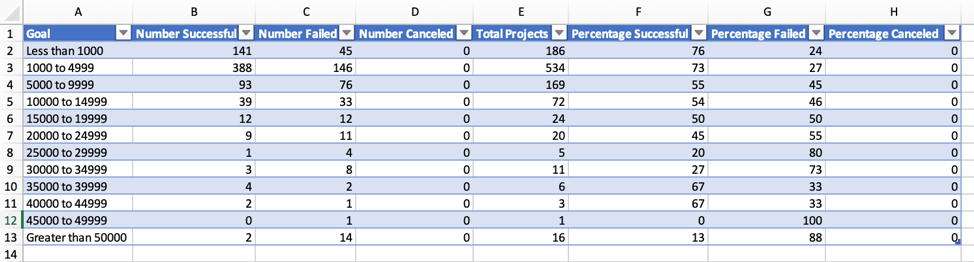 A B C D E F G H
1 Goal Number Successful Number Failed Number Canceled Total Projects Percentage Successful Percentage Failed Percentage Canceled
2 Less than 1000 141 45 0 186 76 24 0
3 1000 to 4999 388 146 0 534 73 27 0
4 5000 to 9999 93 76 0 169 55 45 0
5 10000 to 14999 39 33 0 72 54 46 0
6 15000 to 19999 12 12 0 24 50 50 0
7 20000 to 24999 9 11 0 20 45 55 0
8 25000 to 29999 1 4 0 5 20 80 0
9 30000 to 34999 3 8 0 11 27 73 0
10 35000 to 39999 4 2 0 6 67 33 0
11 40000 to 44999 2 1 0 3 67 33 0
12 45000 to 49999 0 1 0 1 0 100 0
13 Greater than 50000 2 14 0 16 13 88 0
14